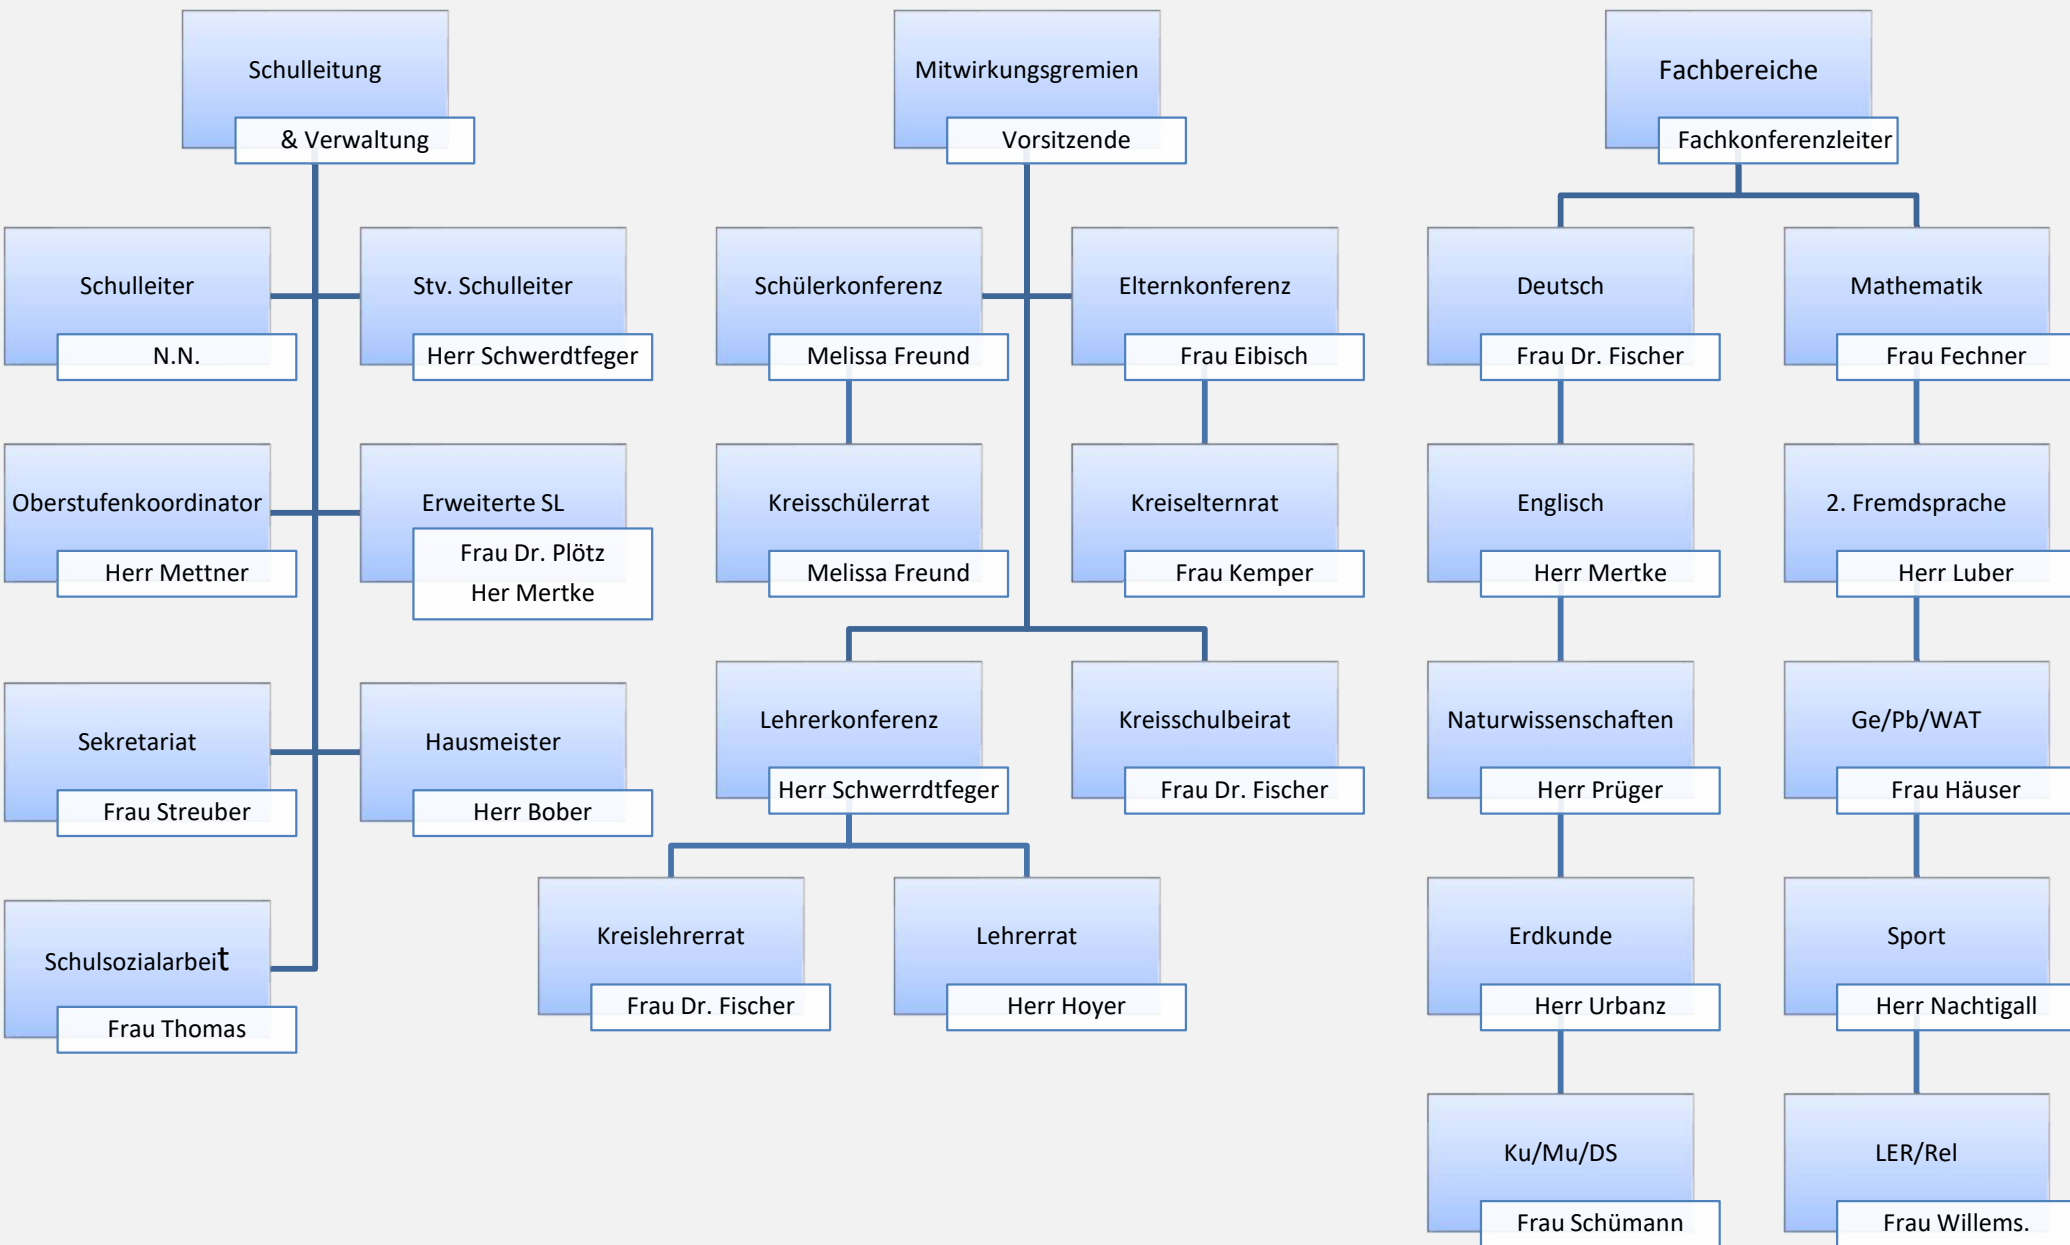 Schulleitung
& Verwaltung
Schulleiter
N.N.
Stv. Schulleiter
Herr Schwerdtfeger
Oberstufenkoordinator
Herr Mettner
Erweiterte SL
Frau Dr. Plötz
Her Mertke
Sekretariat
Frau Streuber
Hausmeister
Herr Bober
Schulsozialarbeit
Frau Thomas
Mitwirkungsgremien
Vorsitzende
Schülerkonferenz
Melissa Freund
Elternkonferenz
Frau Eibisch
Kreisschülerrat
Melissa Freund
Kreiselternrat
Frau Kemper
Lehrerkonferenz
Herr Schwerrdtfeger
Kreisschulbeirat
Frau Dr. Fischer
Kreislehrerrat
Frau Dr. Fischer
Lehrerrat
Herr Hoyer
Fachbereiche
Fachkonferenzleiter
Deutsch
Frau Dr. Fischer
Mathematik
Frau Fechner
Englisch
Herr Mertke
2. Fremdsprache
Herr Luber
Naturwissenschaften
Herr Prüger
Ge/Pb/WAT
Frau Häuser
Erdkunde
Herr Urbanz
Sport
Herr Nachtigall
Ku/Mu/DS
Frau Schümann
LER/Rel
Frau Willems.